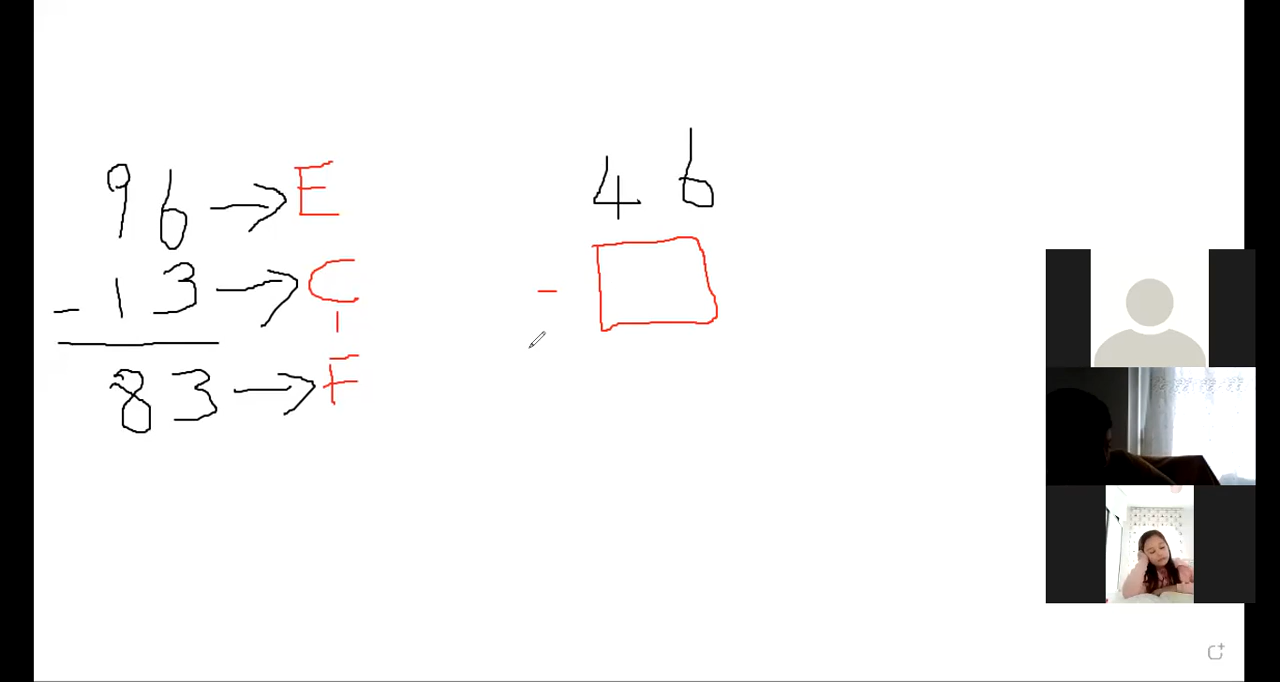 96 → E
- 13 → C
83 → F
46
-